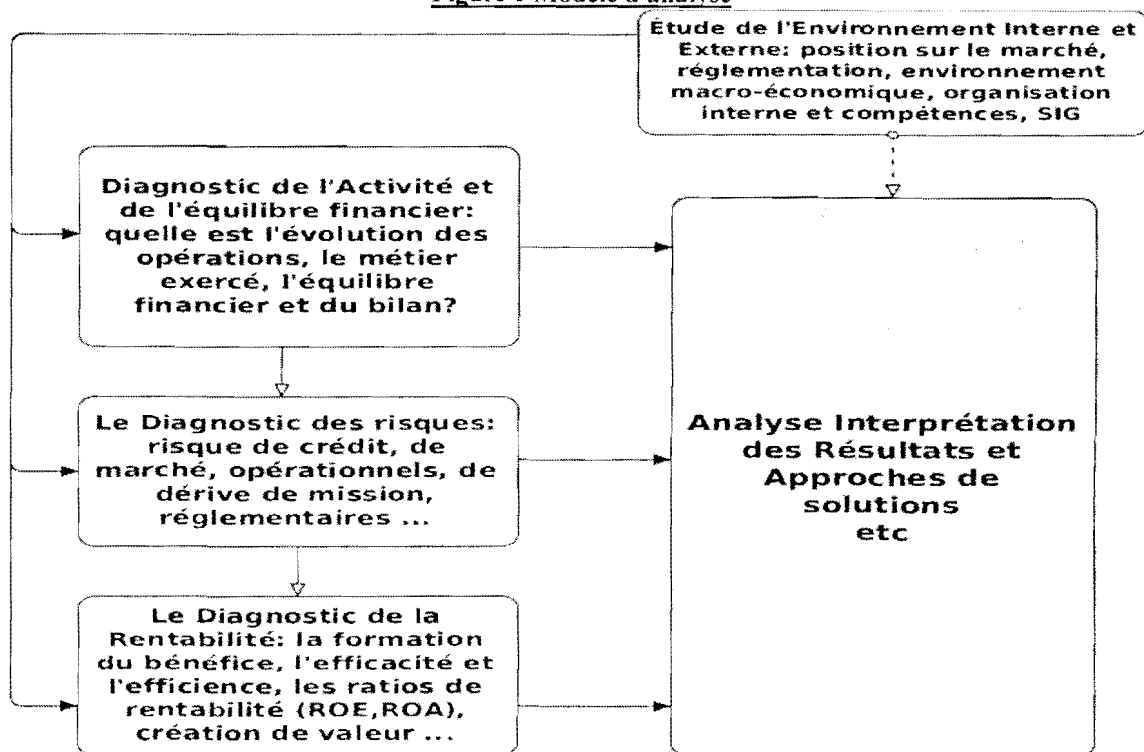 Étude de l'Environnement Interne et
Externe: position sur le marché,
réglementation, environnement
macro-économique, organisation
interne et compétences, SIG
Diagnostic de l'Activité et
de l'équilibre financier:
quelle est l'évolution des
opérations, le métier
exercé, l'équilibre
financier et du bilan?
Le Diagnostic des risques:
risque de crédit, de
marché, opérationnels, de
dérive de mission,
réglementaires ...
Le Diagnostic de la
Rentabilité: la formation
du bénéfice, l'efficacité et
l'efficience, les ratios de
rentabilité (ROE,ROA),
création de valeur ...
Analyse Interprétation
des Résultats et
Approches de
solutions
etc